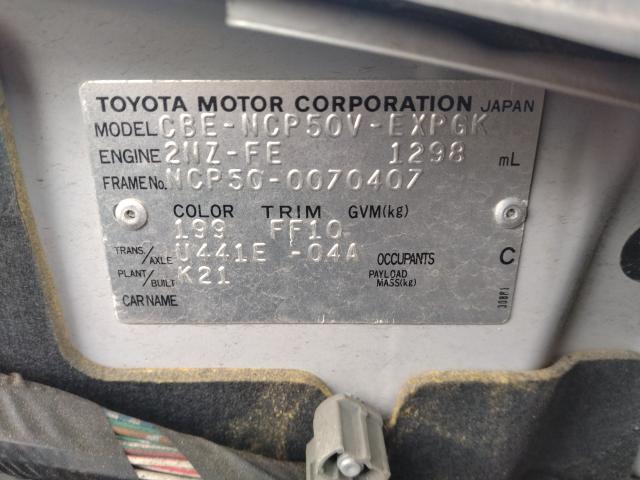 TOYOTA MOTOR CORPORATION JAPAN
MODEL CBE-NCP50V-EXPGK
ENGINE 2NZ-FE 1298 mL
FRAME No. NCP50-0070407
COLOR TRIM GVM(kg)
199 FF10
TRANS./AXLE U441E -04A OCCUPANTS C
PLANT/BUILT K21 PAYLOAD MASS(kg)
CAR NAME